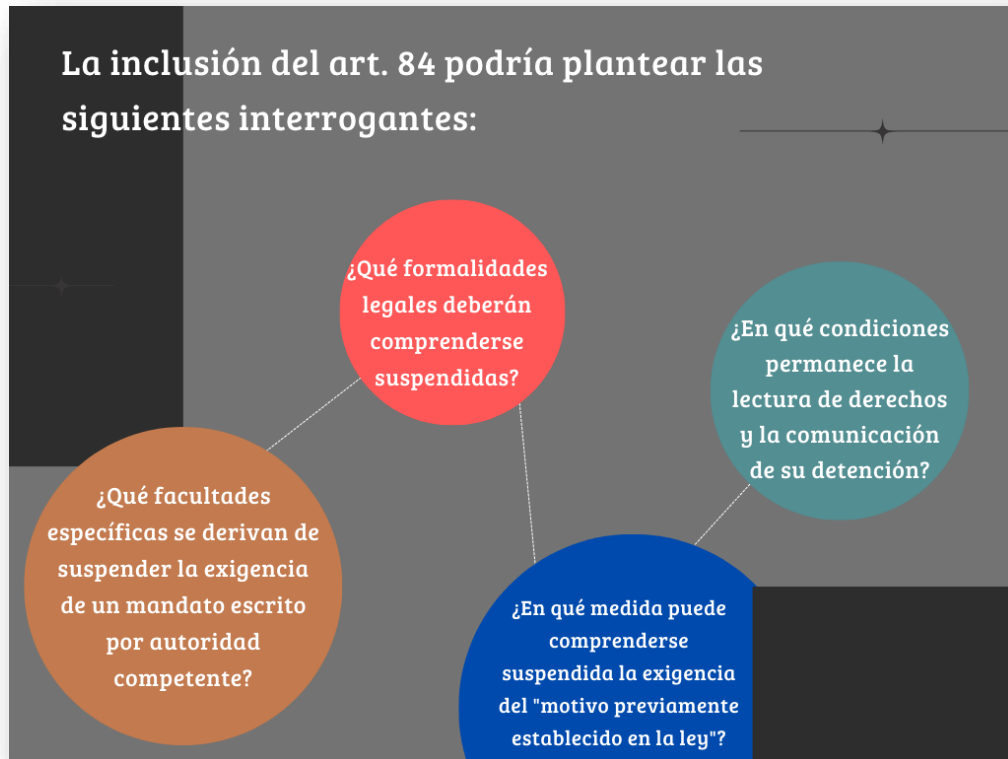 La inclusión del art. 84 podría plantear las
siguientes interrogantes:
¿Qué facultades
específicas se derivan de
suspender la exigencia
de un mandato escrito
por autoridad
competente?
¿Qué formalidades
legales deberán
comprenderse
suspendidas?
¿En qué medida puede
comprenderse
suspendida la exigencia
del "motivo previamente
establecido en la ley"?
¿En qué condiciones
permanece la
lectura de derechos
y la comunicación
de su detención?